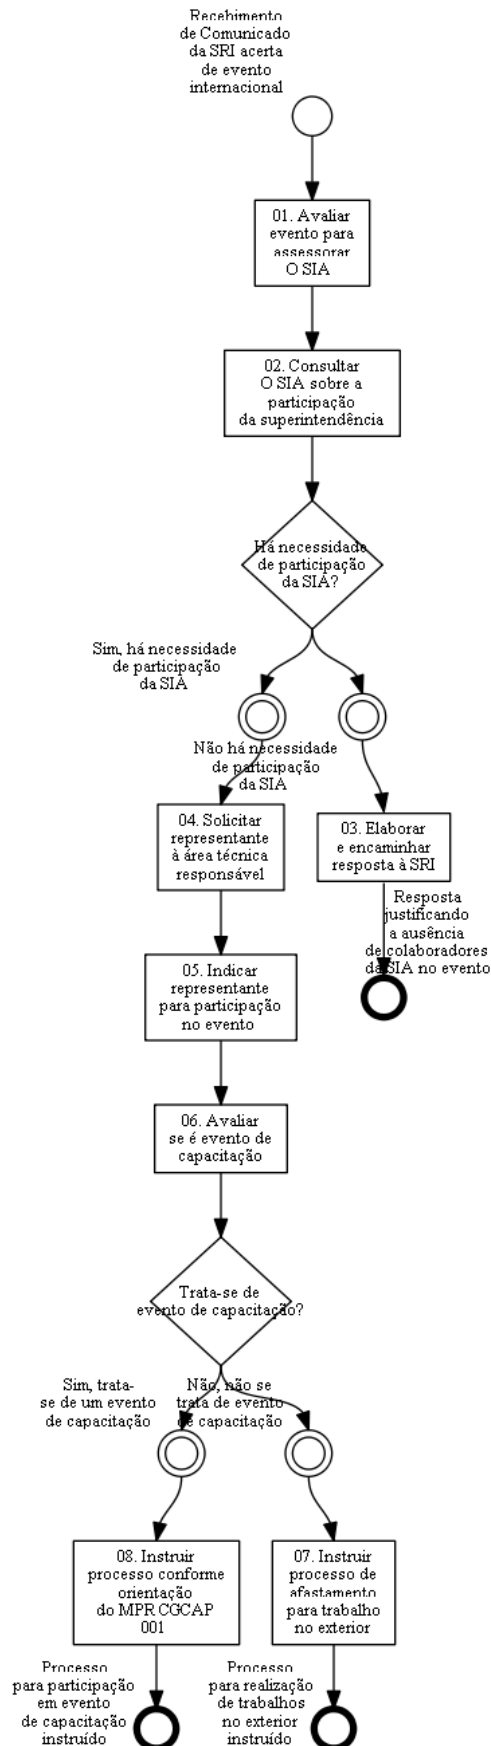 Recebimento
de Comunicado
da SRI acerta
de evento
internacional
01. Avaliar
evento para
assessorar
O SIA
02. Consultar
O SIA sobre a
participação
da superintendência
Há necessidade
de participação
da SIA?
Sim, há necessidade
de participação
da SIA
Não há necessidade
de participação
da SIA
04. Solicitar
representante
à área técnica
responsável
03. Elaborar
e encaminhar
resposta à SRI
Resposta
justificando
a ausência
de colaboradores
da SIA no evento
05. Indicar
representante
para participação
no evento
06. Avaliar
se é evento de
capacitação
Trata-se de
evento de capacitação?
Sim, trata-
se de um evento
de capacitação
Não, não se
trata de evento
de capacitação
08. Instruir
processo conforme
orientação
do MPR CGCAP
001
07. Instruir
processo de
afastamento
para trabalho
no exterior
Processo
para participação
em evento
de capacitação
instruído
Processo
para realização
de trabalhos
no exterior
instruído